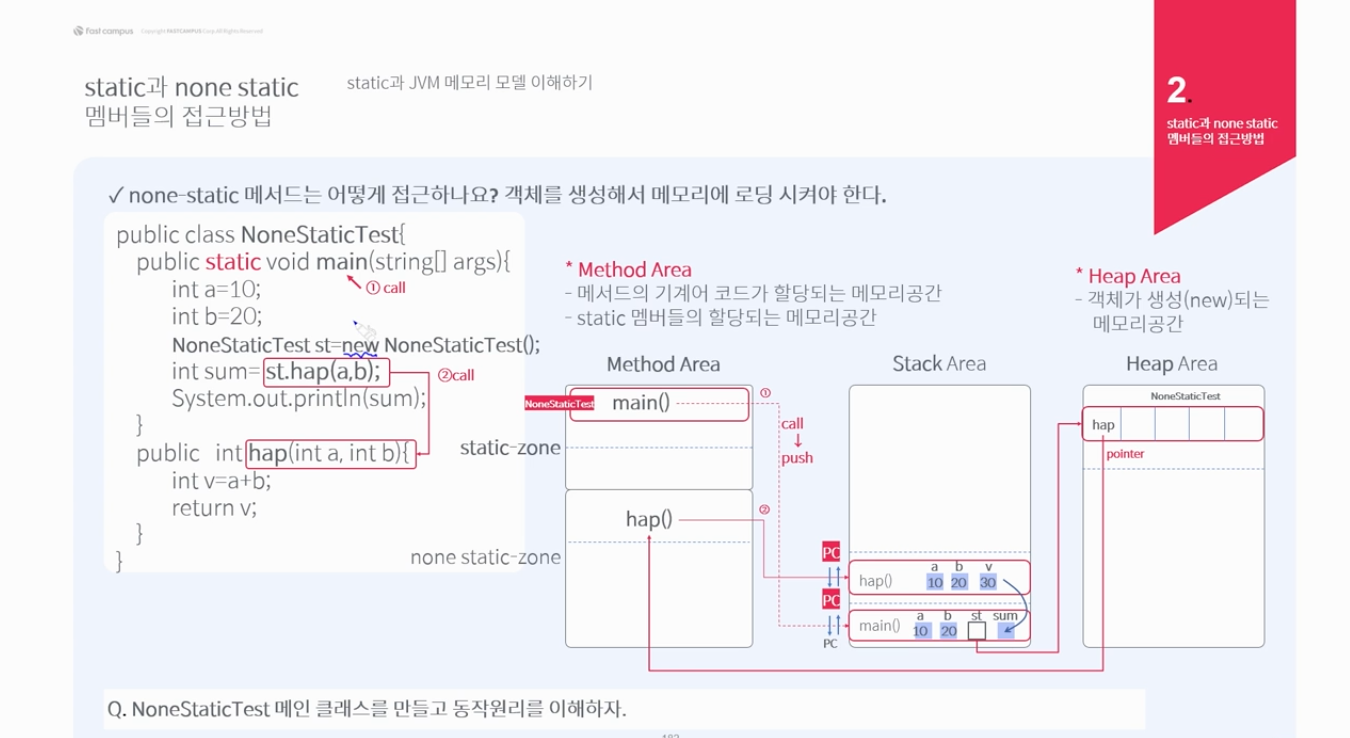 fast campus Copyright FASTCAMPUS Corp. All Rights Reserved
static과 none static
멤버들의 접근방법
static과 JVM 메모리 모델 이해하기
2.
static과 none static
멤버들의 접근방법
✓ none-static 메서드는 어떻게 접근하나요? 객체를 생성해서 메모리에 로딩 시켜야 한다.
public class NoneStaticTest{
public static void main(string[] args){
int a=10;
① call
int b=20;
NoneStaticTest st=new NoneStaticTest();
int sum= st.hap(a,b);
②call
System.out.println(sum);
}
public int hap(int a, int b){
int v=a+b;
return v;
}
}
* Method Area
- 메서드의 기계어 코드가 할당되는 메모리공간
- static 멤버들의 할당되는 메모리공간
* Heap Area
- 객체가 생성(new)되는
메모리공간
Method Area
NoneStaticTest
main()
①
static-zone
call
↓
push
hap()
②
none static-zone
Stack Area
PC
hap()
a b v
10 20 30
PC
main()
a b st sum
10 20
PC
Heap Area
NoneStaticTest
hap
pointer
Q. NoneStaticTest 메인 클래스를 만들고 동작원리를 이해하자.